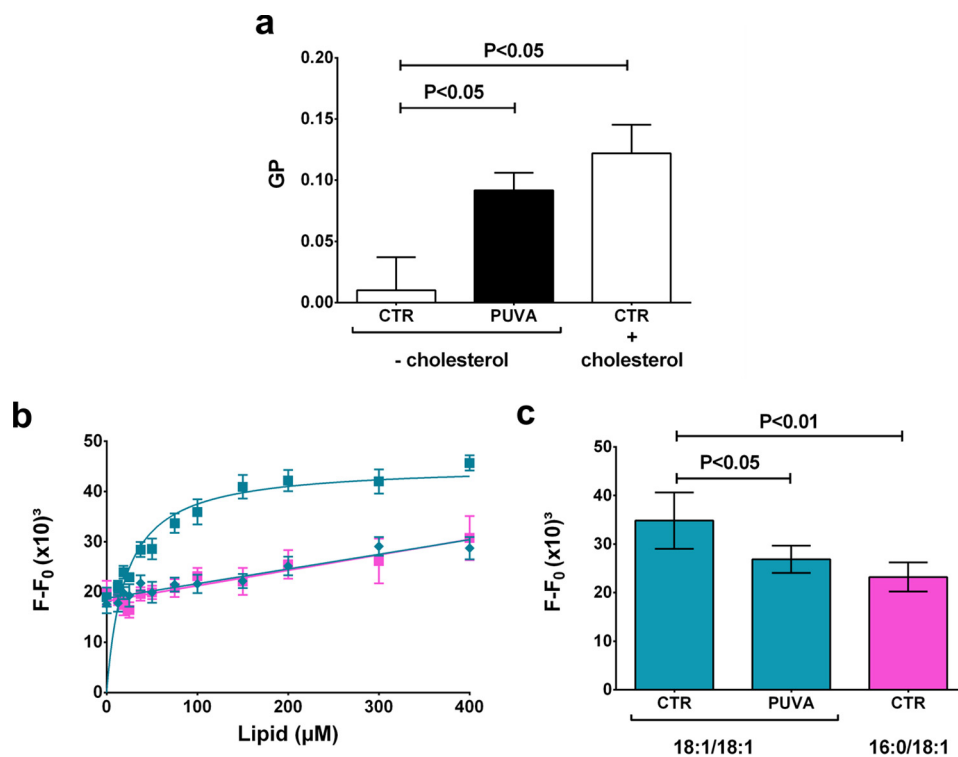 a
P<0.05
P<0.05
GP
0.20
0.15
0.10
0.05
0.00
CTR PUVA CTR
- cholesterol + cholesterol
b
F-F0 (x10)³
50
40
30
20
10
0
0 100 200 300 400
Lipid (µM)
c
P<0.01
P<0.05
F-F0 (x10)³
50
40
30
20
10
0
CTR PUVA CTR
18:1/18:1 16:0/18:1